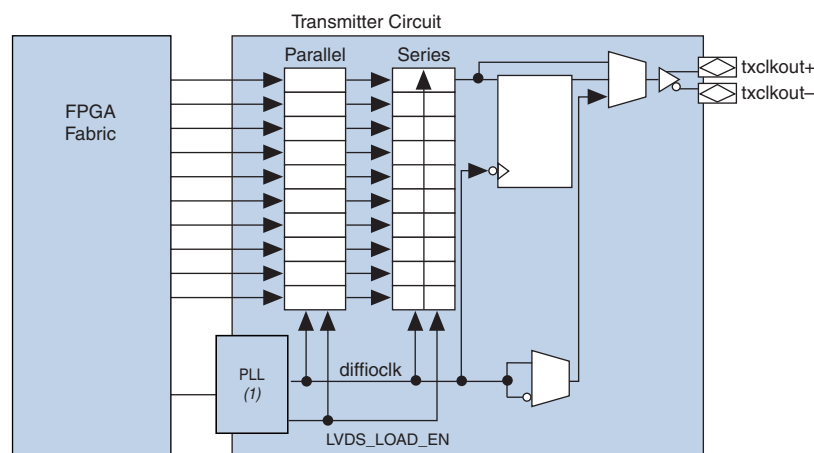 Transmitter Circuit
Parallel
Series
txclkout+
txclkout–
FPGA
Fabric
PLL
(1)
diffioclk
LVDS_LOAD_EN